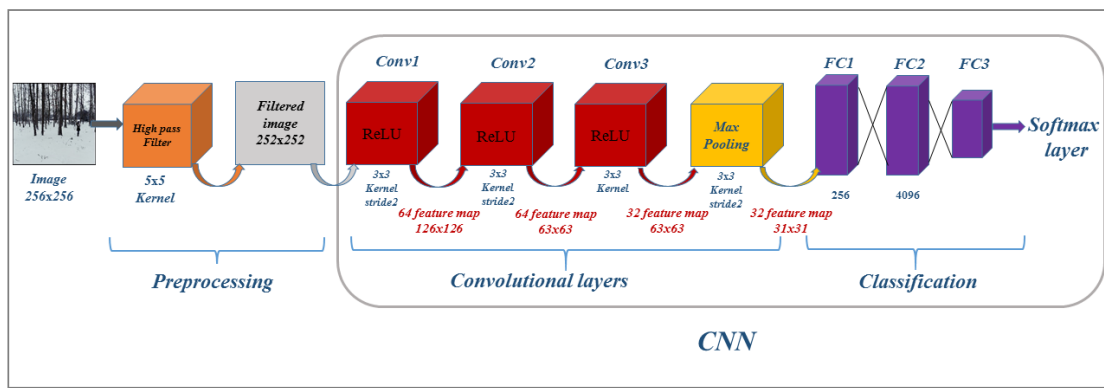 Image
256x256
High pass
Filter
5x5
Kernel
Filtered
image
252x252
Preprocessing
Conv1
ReLU
3x3
Kernel
stride2
64 feature map
126x126
Conv2
ReLU
3x3
Kernel
stride2
64 feature map
63x63
Conv3
ReLU
3x3
Kernel
32 feature map
63x63
Max
Pooling
3x3
Kernel
stride2
32 feature map
31x31
Convolutional layers
FC1
256
FC2
4096
FC3
Softmax
layer
Classification
CNN